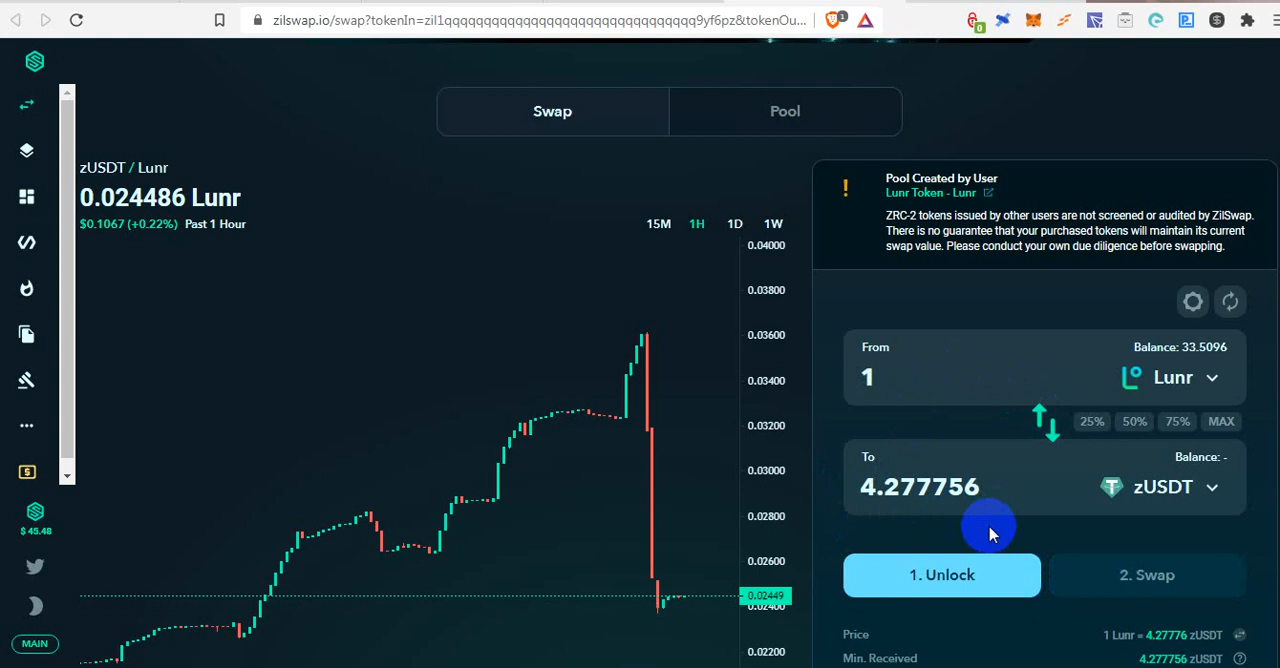 zilswap.io/swap?tokenIn=zil1qqqqqqqqqqqqqqqqqqqqqqqqqqqqqqqq9yf6pz&tokenOu...
1
0
Swap
Pool
zUSDT / Lunr
0.024486 Lunr
$0.1067 (+0.22%) Past 1 Hour
15M 1H 1D 1W
0.04000
0.03800
0.03600
0.03400
0.03200
0.03000
0.02800
0.02600
0.02449
0.02400
0.02200
$ 45.48
MAIN
! Pool Created by User
Lunr Token - Lunr
ZRC-2 tokens issued by other users are not screened or audited by ZilSwap.
There is no guarantee that your purchased tokens will maintain its current
swap value. Please conduct your own due diligence before swapping.
From
Balance: 33.5096
1
Lunr
25% 50% 75% MAX
To
Balance: -
4.277756
zUSDT
1. Unlock
2. Swap
Price
1 Lunr = 4.27776 zUSDT
Min. Received
4.277756 zUSDT